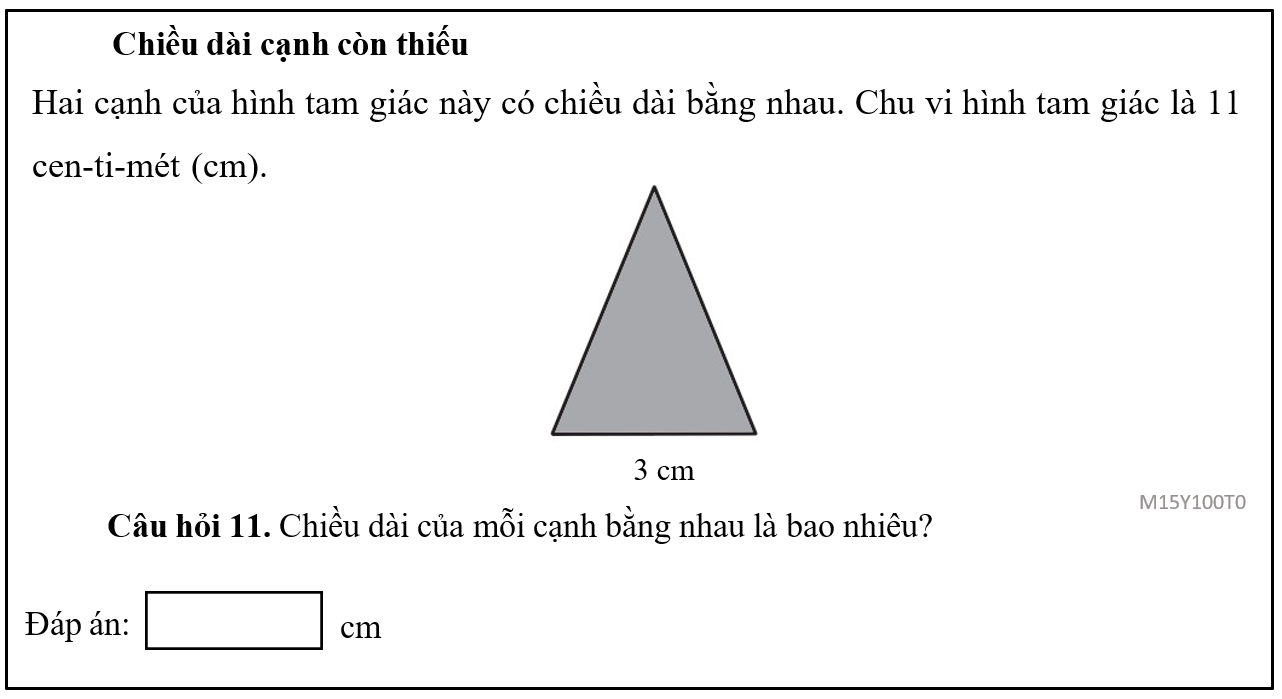 Chiều dài cạnh còn thiếu
Hai cạnh của hình tam giác này có chiều dài bằng nhau. Chu vi hình tam giác là 11
cen-ti-mét (cm).
3 cm
M15Y100T0
Câu hỏi 11. Chiều dài của mỗi cạnh bằng nhau là bao nhiêu?
Đáp án: cm